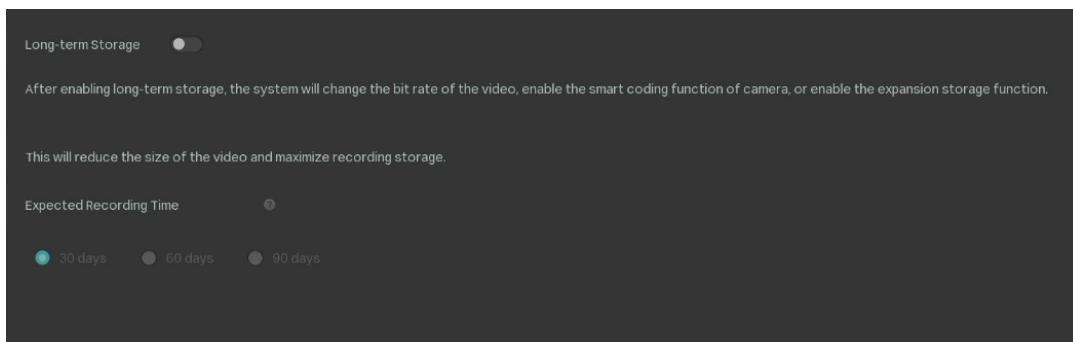 Long-term Storage
After enabling long-term storage, the system will change the bit rate of the video, enable the smart coding function of camera, or enable the expansion storage function.
This will reduce the size of the video and maximize recording storage.
Expected Recording Time ?
30 days 60 days 90 days